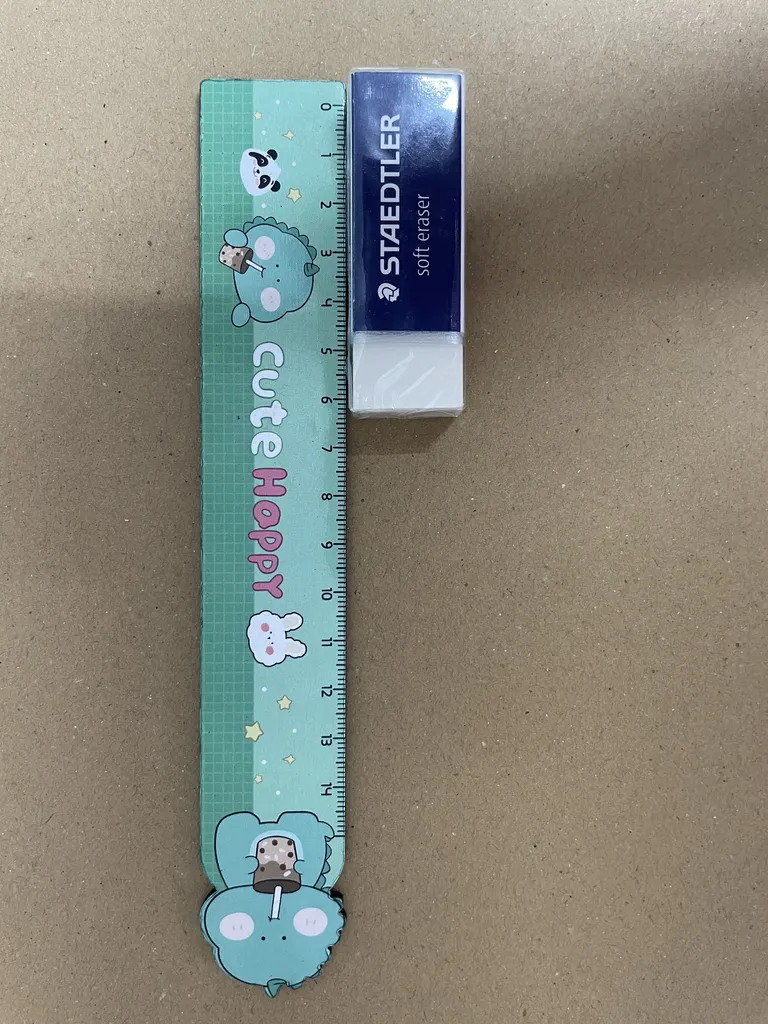 0 1 2 3 4 5 6 7 8 9 10 11 12 13 14
cute Happy
STAEDTLER
soft eraser